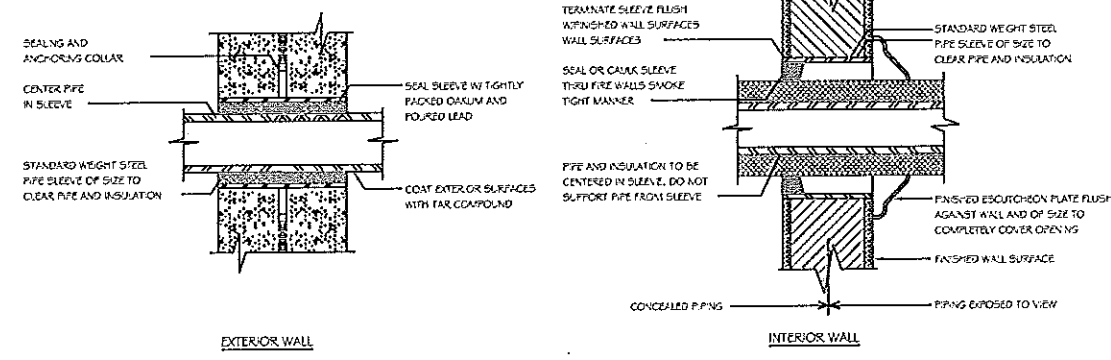 SEALING AND
ANCHORING COLLAR
CENTER PIPE
IN SLEEVE
STANDARD WEIGHT STEEL
PIPE SLEEVE OF SIZE TO
CLEAR PIPE AND INSULATION
SEAL SLEEVE W/ TIGHTLY
PACKED OAKUM AND
POURED LEAD
COAT EXTERIOR SURFACES
WITH TAR COMPOUND
EXTERIOR WALL
TERMINATE SLEEVE FLUSH
W/FINISHED WALL SURFACES
WALL SURFACES
SEAL OR CAULK SLEEVE
THRU FIRE WALLS SMOKE
TIGHT MANNER
PIPE AND INSULATION TO BE
CENTERED IN SLEEVE. DO NOT
SUPPORT PIPE FROM SLEEVE
CONCEALED PIPING
STANDARD WEIGHT STEEL
PIPE SLEEVE OF SIZE TO
CLEAR PIPE AND INSULATION
FINISHED ESCUTCHEON PLATE FLUSH
AGAINST WALL AND OF SIZE TO
COMPLETELY COVER OPENING
FINISHED WALL SURFACE
PIPING EXPOSED TO VIEW
INTERIOR WALL